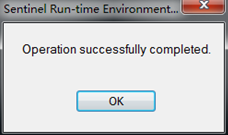 Sentinel Run-time Environment...
Operation successfully completed.
OK